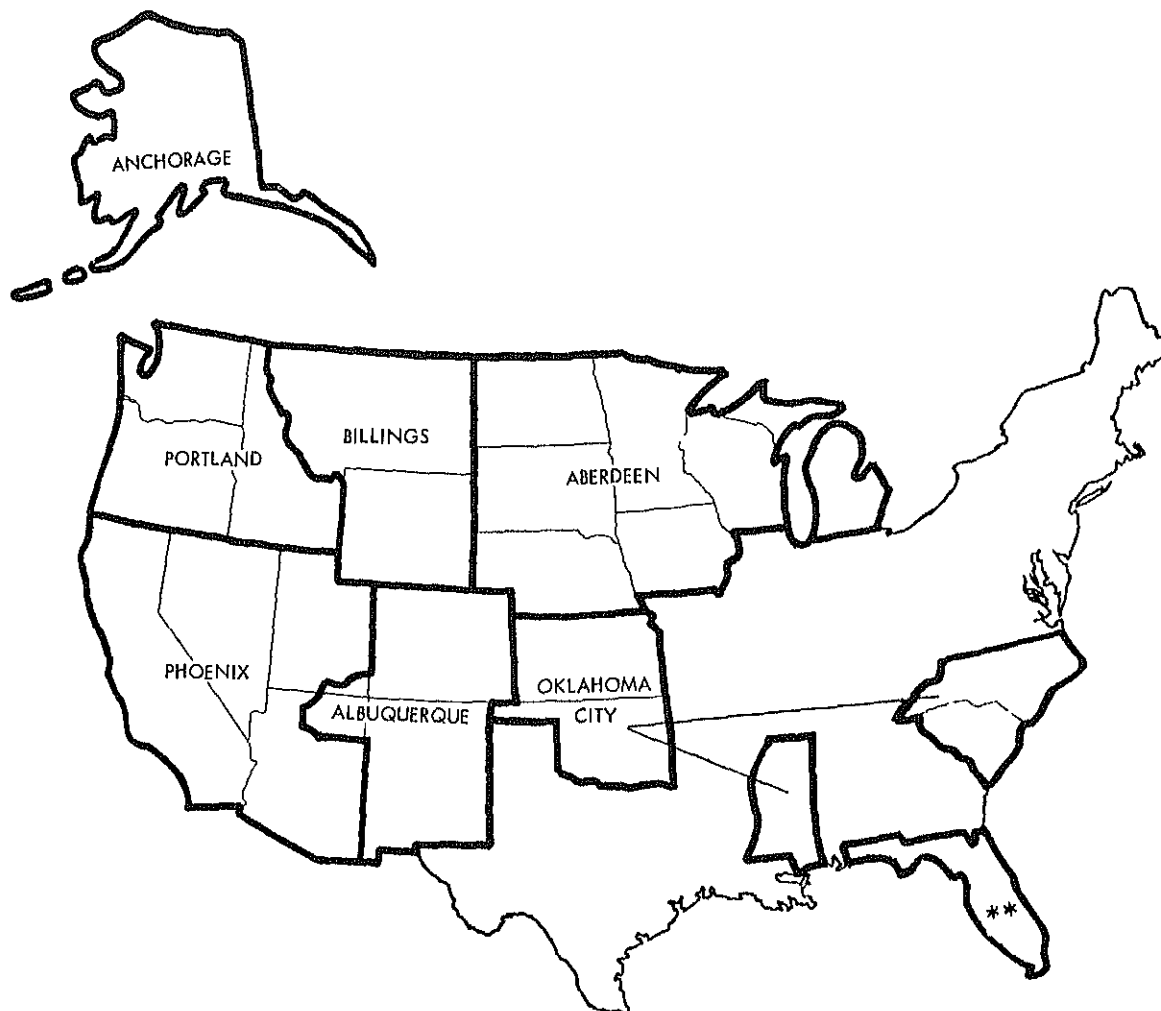 ANCHORAGE
BILLINGS
PORTLAND
ABERDEEN
PHOENIX
OKLAHOMA
CITY
ALBUQUERQUE
**